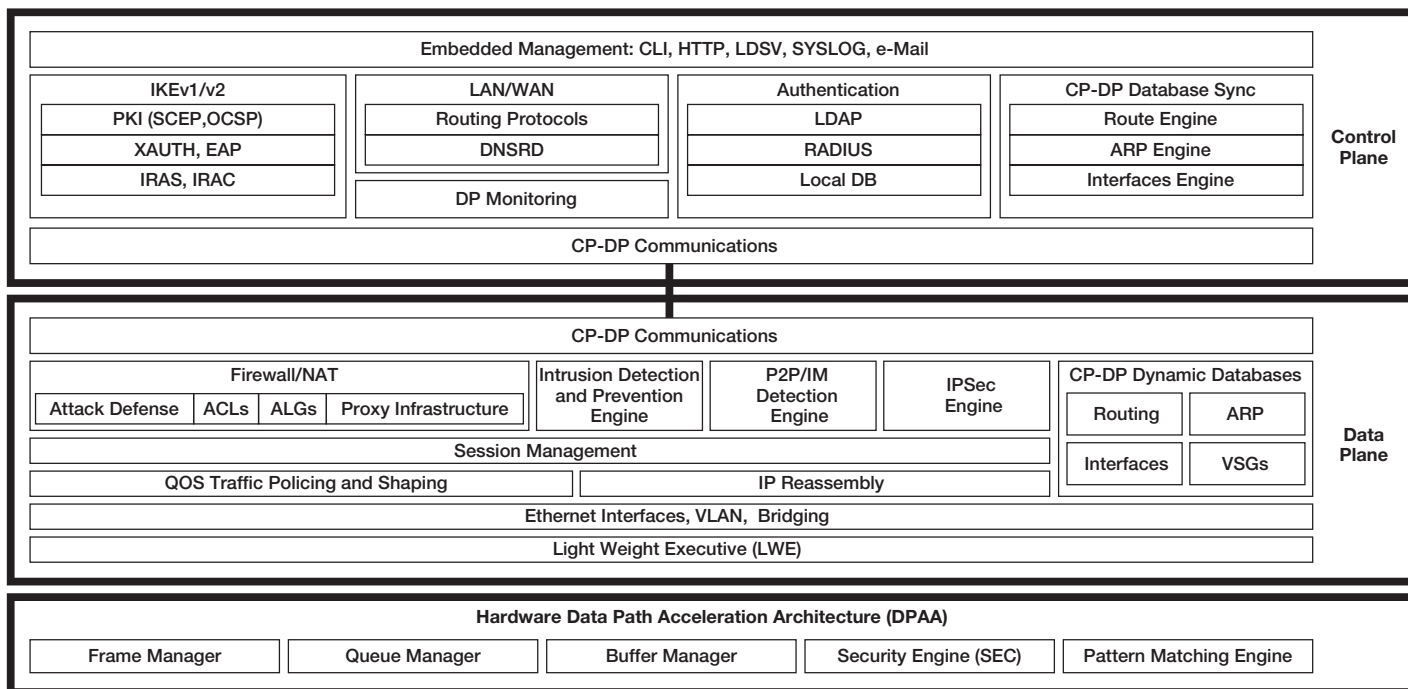 Embedded Management: CLI, HTTP, LDSV, SYSLOG, e-Mail
IKEv1/v2
PKI (SCEP,OCSP)
XAUTH, EAP
IRAS, IRAC
LAN/WAN
Routing Protocols
DNSRD
DP Monitoring
Authentication
LDAP
RADIUS
Local DB
CP-DP Database Sync
Route Engine
ARP Engine
Interfaces Engine
Control
Plane
CP-DP Communications
CP-DP Communications
Firewall/NAT
Attack Defense
ACLs
ALGs
Proxy Infrastructure
Intrusion Detection
and Prevention
Engine
P2P/IM
Detection
Engine
IPSec
Engine
CP-DP Dynamic Databases
Routing
ARP
Interfaces
VSGs
Data
Plane
Session Management
QOS Traffic Policing and Shaping
IP Reassembly
Ethernet Interfaces, VLAN, Bridging
Light Weight Executive (LWE)
Hardware Data Path Acceleration Architecture (DPAA)
Frame Manager
Queue Manager
Buffer Manager
Security Engine (SEC)
Pattern Matching Engine